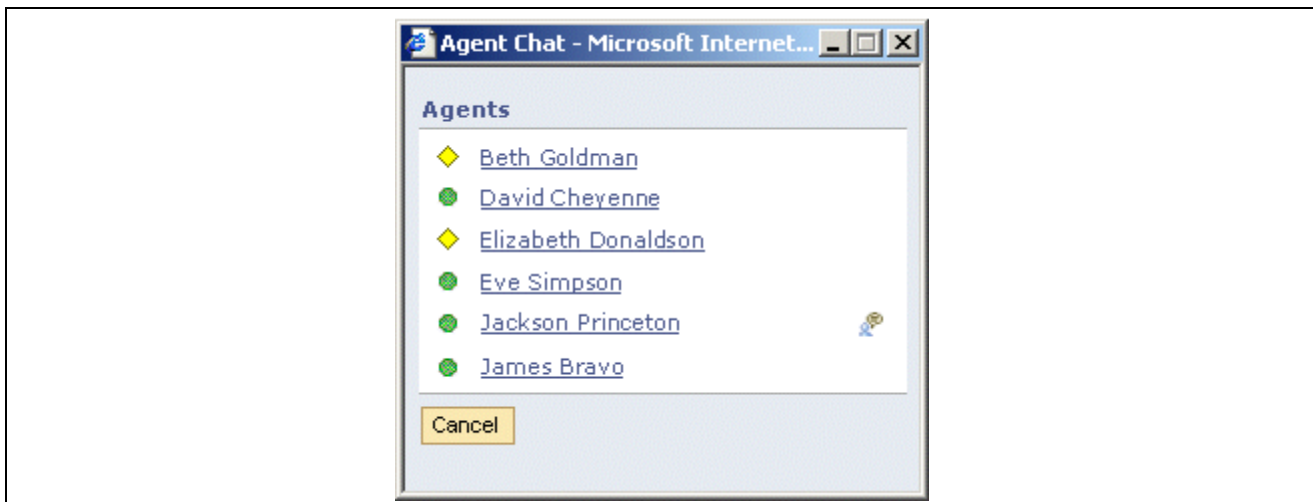 Agent Chat - Microsoft Internet...
Agents
Beth Goldman
David Cheyenne
Elizabeth Donaldson
Eve Simpson
Jackson Princeton
James Bravo
Cancel